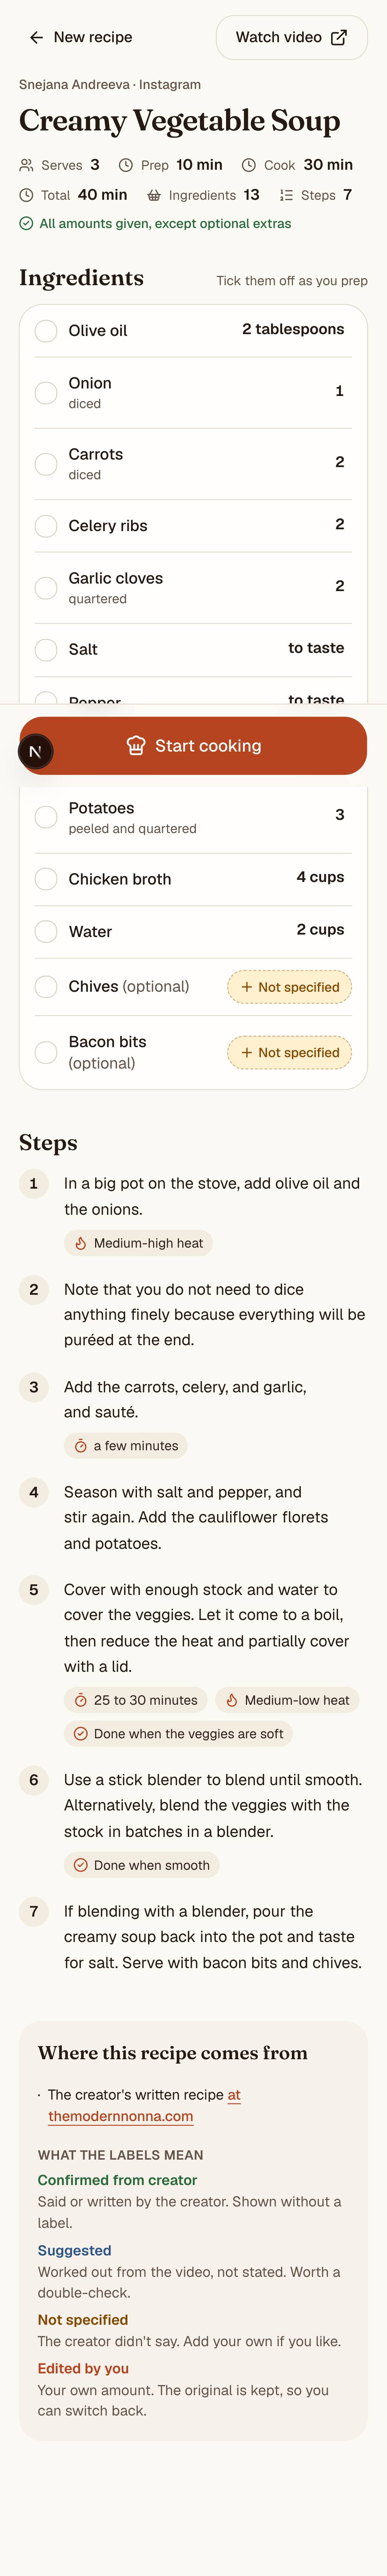 New recipe
Watch video
Snejana Andreeva · Instagram
Creamy Vegetable Soup
Serves 3 Prep 10 min Cook 30 min
Total 40 min Ingredients 13 Steps 7
All amounts given, except optional extras
Ingredients
Tick them off as you prep
Olive oil 2 tablespoons
Onion 1
diced
Carrots 2
diced
Celery ribs 2
Garlic cloves 2
quartered
Salt to taste
Pepper to taste
N
Start cooking
Potatoes 3
peeled and quartered
Chicken broth 4 cups
Water 2 cups
Chives (optional) + Not specified
Bacon bits + Not specified
(optional)
Steps
1 In a big pot on the stove, add olive oil and
the onions.
Medium-high heat
2 Note that you do not need to dice
anything finely because everything will be
puréed at the end.
3 Add the carrots, celery, and garlic,
and sauté.
a few minutes
4 Season with salt and pepper, and
stir again. Add the cauliflower florets
and potatoes.
5 Cover with enough stock and water to
cover the veggies. Let it come to a boil,
then reduce the heat and partially cover
with a lid.
25 to 30 minutes Medium-low heat
Done when the veggies are soft
6 Use a stick blender to blend until smooth.
Alternatively, blend the veggies with the
stock in batches in a blender.
Done when smooth
7 If blending with a blender, pour the
creamy soup back into the pot and taste
for salt. Serve with bacon bits and chives.
Where this recipe comes from
· The creator's written recipe at
themodernnonna.com
WHAT THE LABELS MEAN
Confirmed from creator
Said or written by the creator. Shown without a
label.
Suggested
Worked out from the video, not stated. Worth a
double-check.
Not specified
The creator didn't say. Add your own if you like.
Edited by you
Your own amount. The original is kept, so you
can switch back.